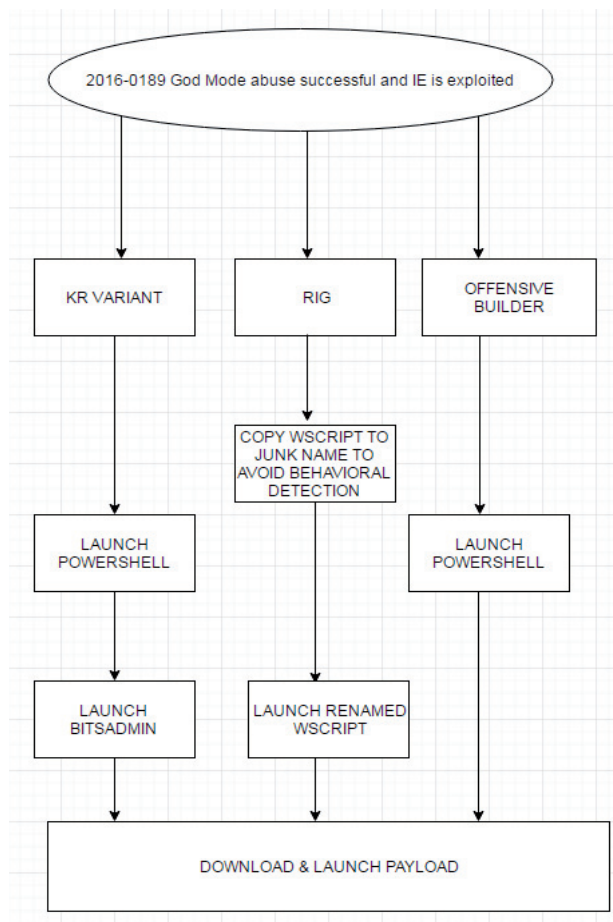 2016-0189 God Mode abuse successful and IE is exploited
KR VARIANT
RIG
OFFENSIVE
BUILDER
COPY WSCRIPT TO
JUNK NAME TO
AVOID BEHAVIORAL
DETECTION
LAUNCH
POWERSHELL
LAUNCH
POWERSHELL
LAUNCH
BITSADMIN
LAUNCH RENAMED
WSCRIPT
DOWNLOAD & LAUNCH PAYLOAD